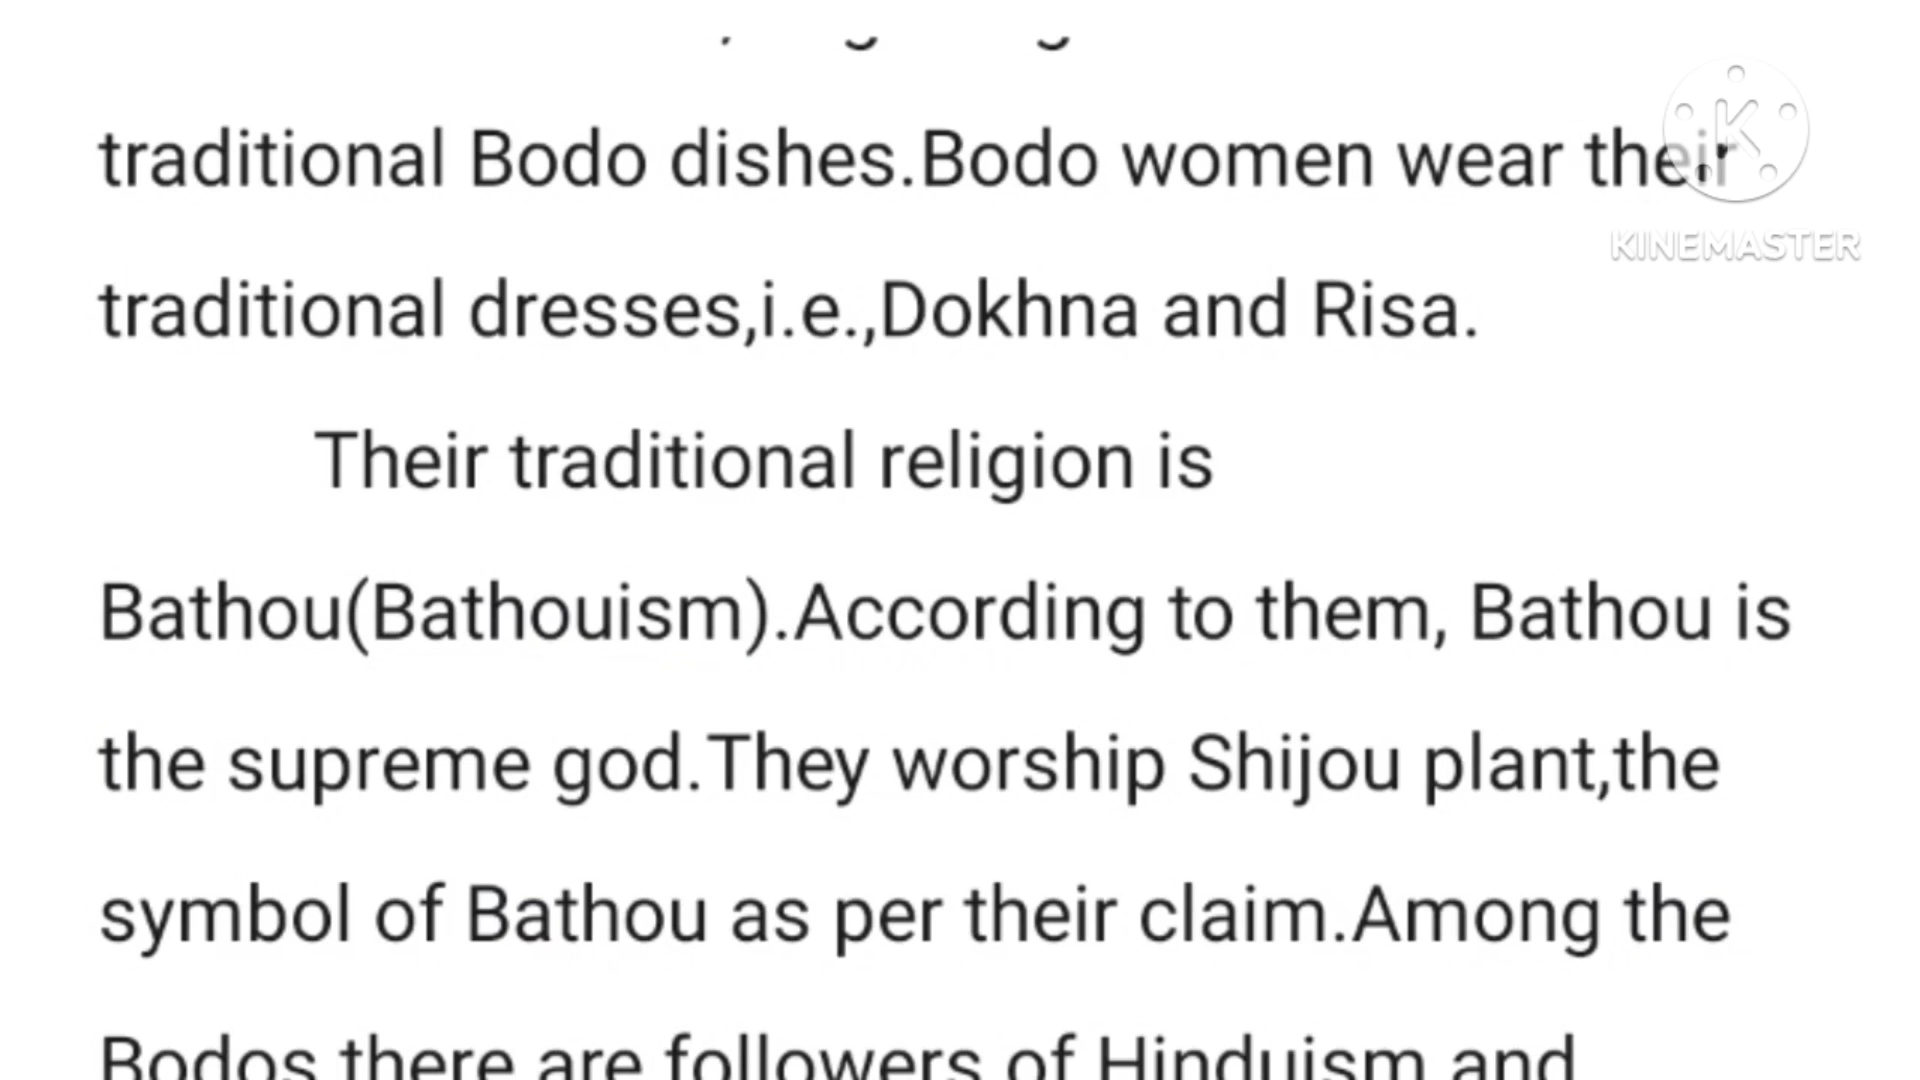 traditional Bodo dishes.Bodo women wear their
traditional dresses,i.e.,Dokhna and Risa.
Their traditional religion is
Bathou(Bathouism).According to them, Bathou is
the supreme god.They worship Shijou plant,the
symbol of Bathou as per their claim.Among the
Bodos there are followers of Hinduism and
K
KINEMASTER